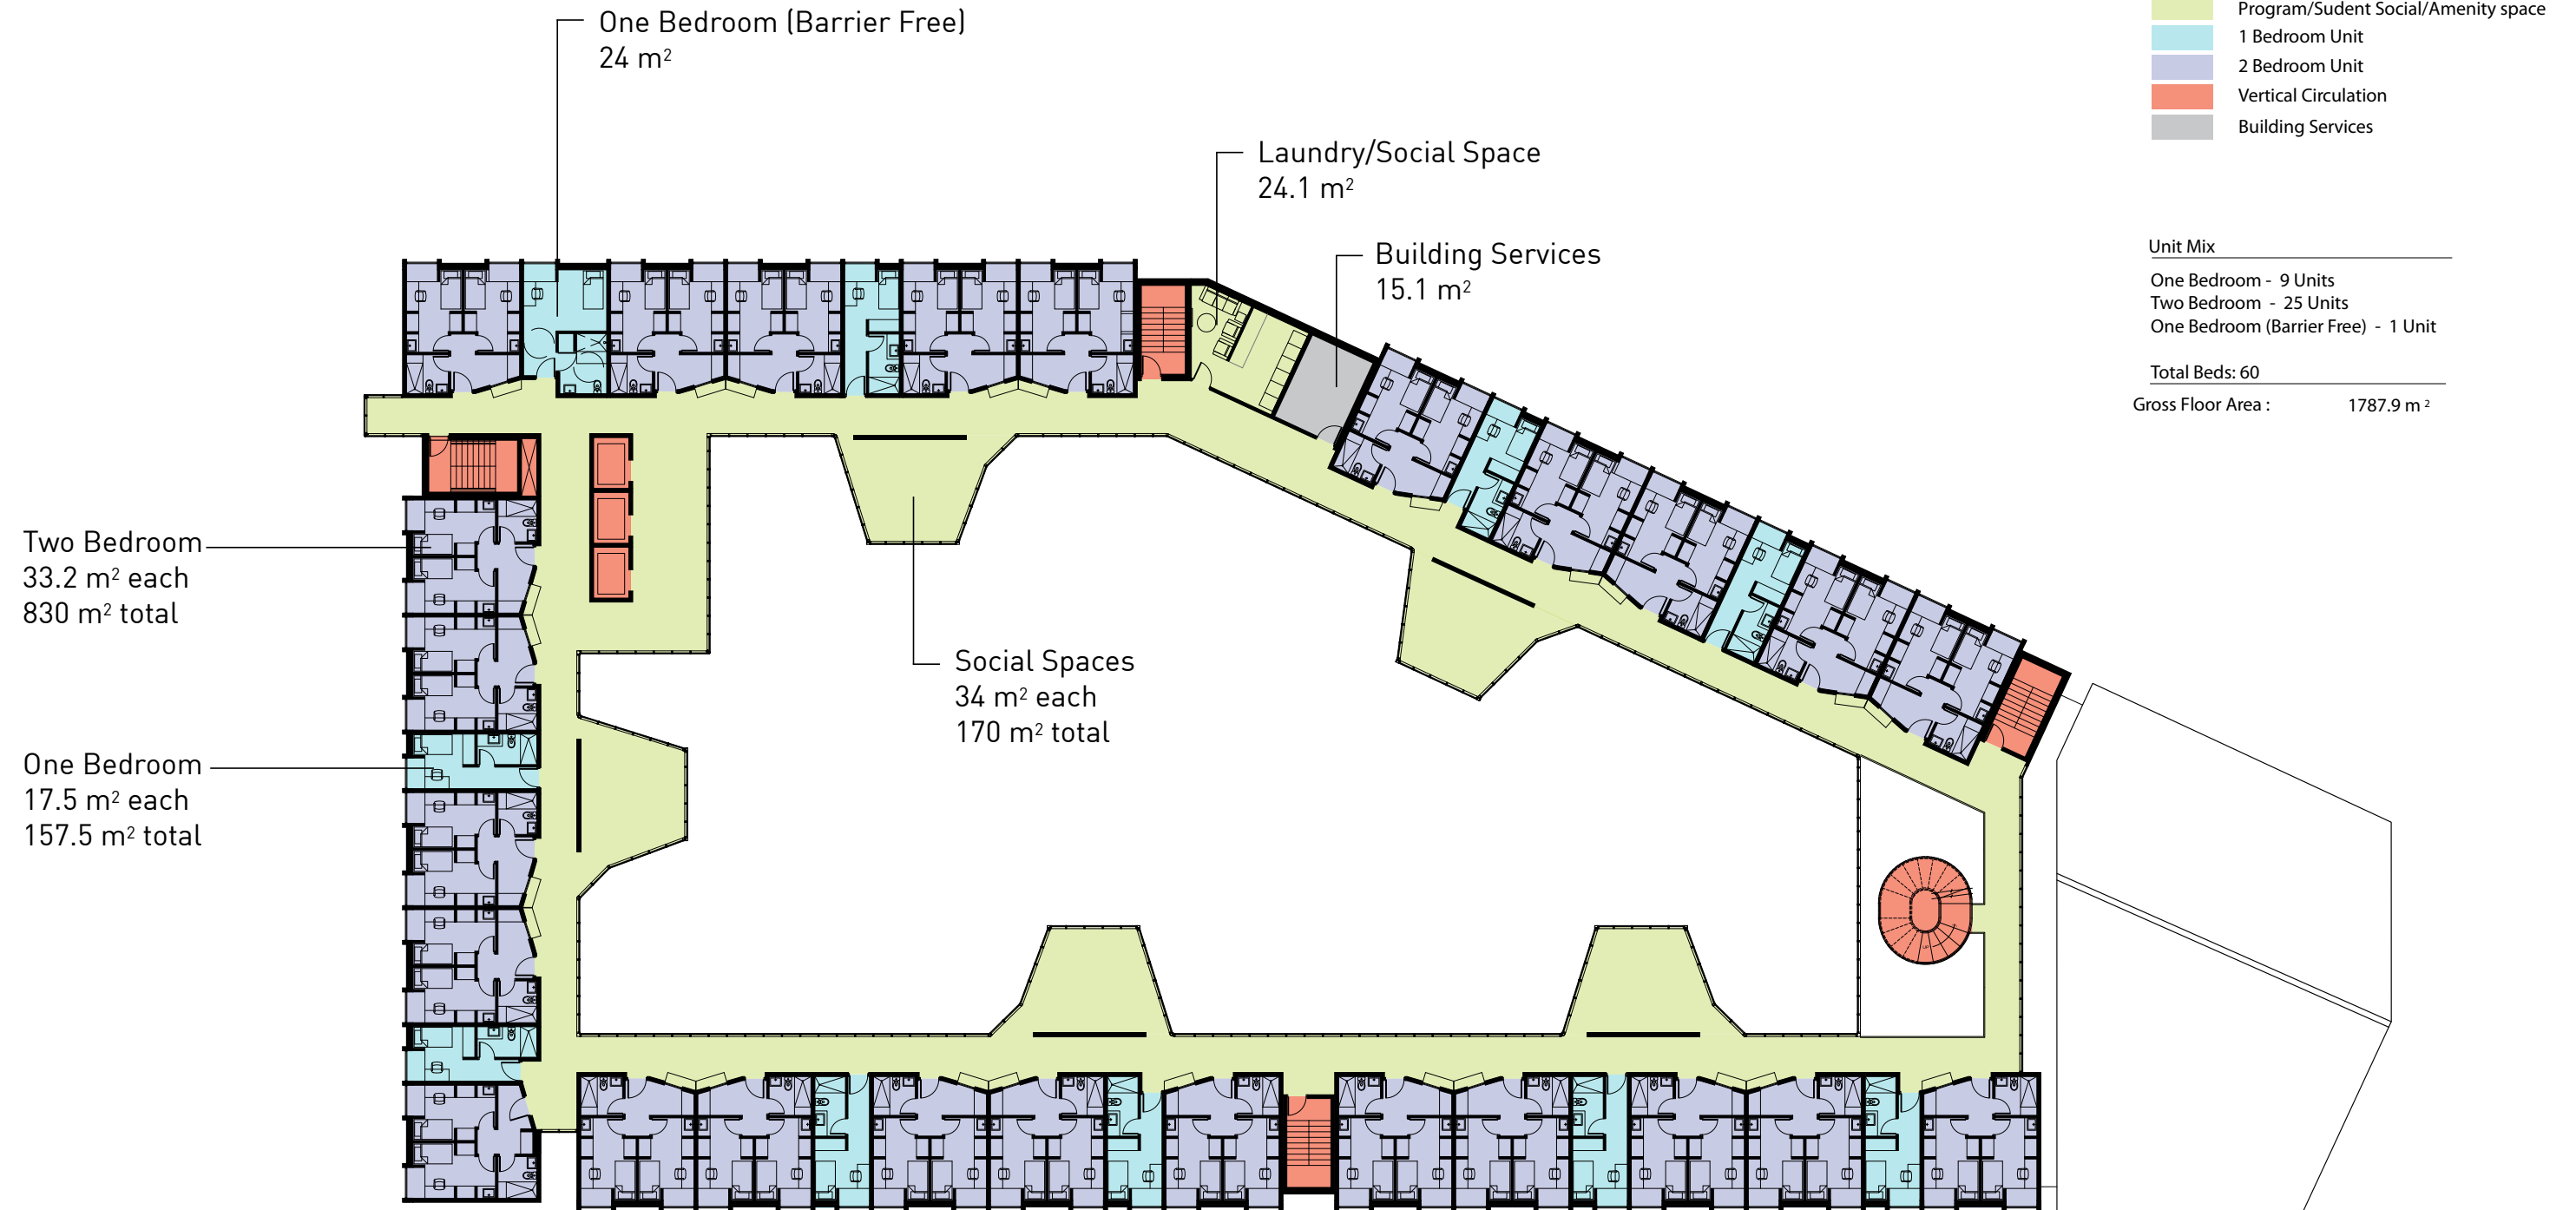 One Bedroom (Barrier Free)
24 m²
Laundry/Social Space
24.1 m²
Building Services
15.1 m²
Two Bedroom
33.2 m² each
830 m² total
One Bedroom
17.5 m² each
157.5 m² total
Social Spaces
34 m² each
170 m² total
Program/Sudent Social/Amenity space
1 Bedroom Unit
2 Bedroom Unit
Vertical Circulation
Building Services
Unit Mix
One Bedroom - 9 Units
Two Bedroom - 25 Units
One Bedroom (Barrier Free) - 1 Unit
Total Beds: 60
Gross Floor Area : 1787.9 m ²